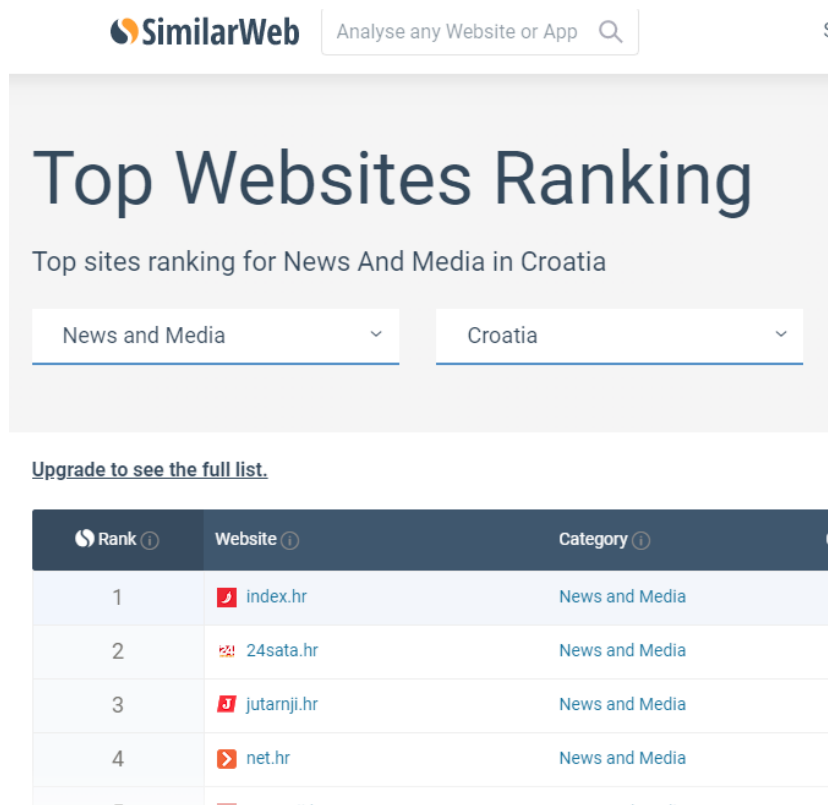 SimilarWeb Analyse any Website or App
Top Websites Ranking
Top sites ranking for News And Media in Croatia
News and Media Croatia
Upgrade to see the full list.
Rank Website Category
1 index.hr News and Media
2 24sata.hr News and Media
3 jutarnji.hr News and Media
4 net.hr News and Media